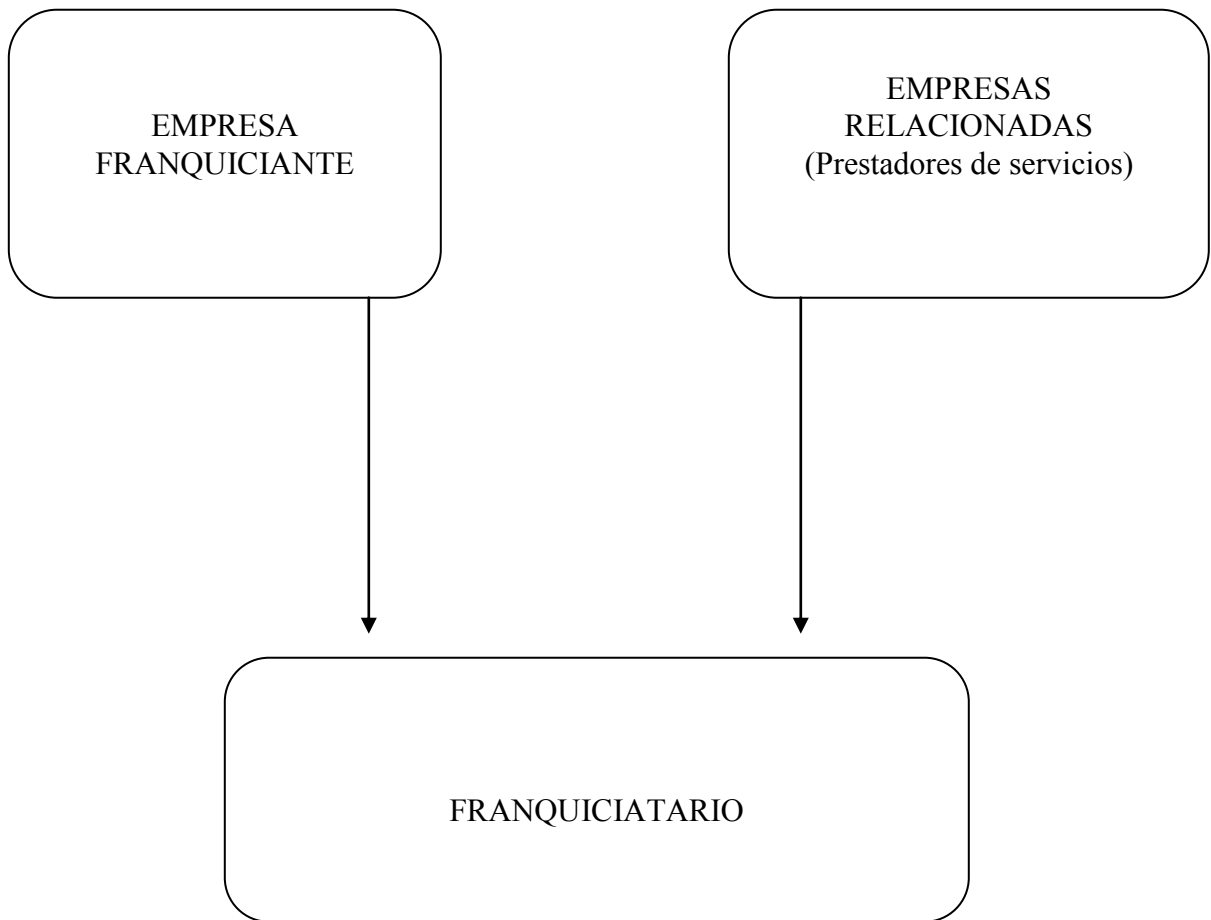 EMPRESA
FRANQUICIANTE
EMPRESAS
RELACIONADAS
(Prestadores de servicios)
FRANQUICIATARIO